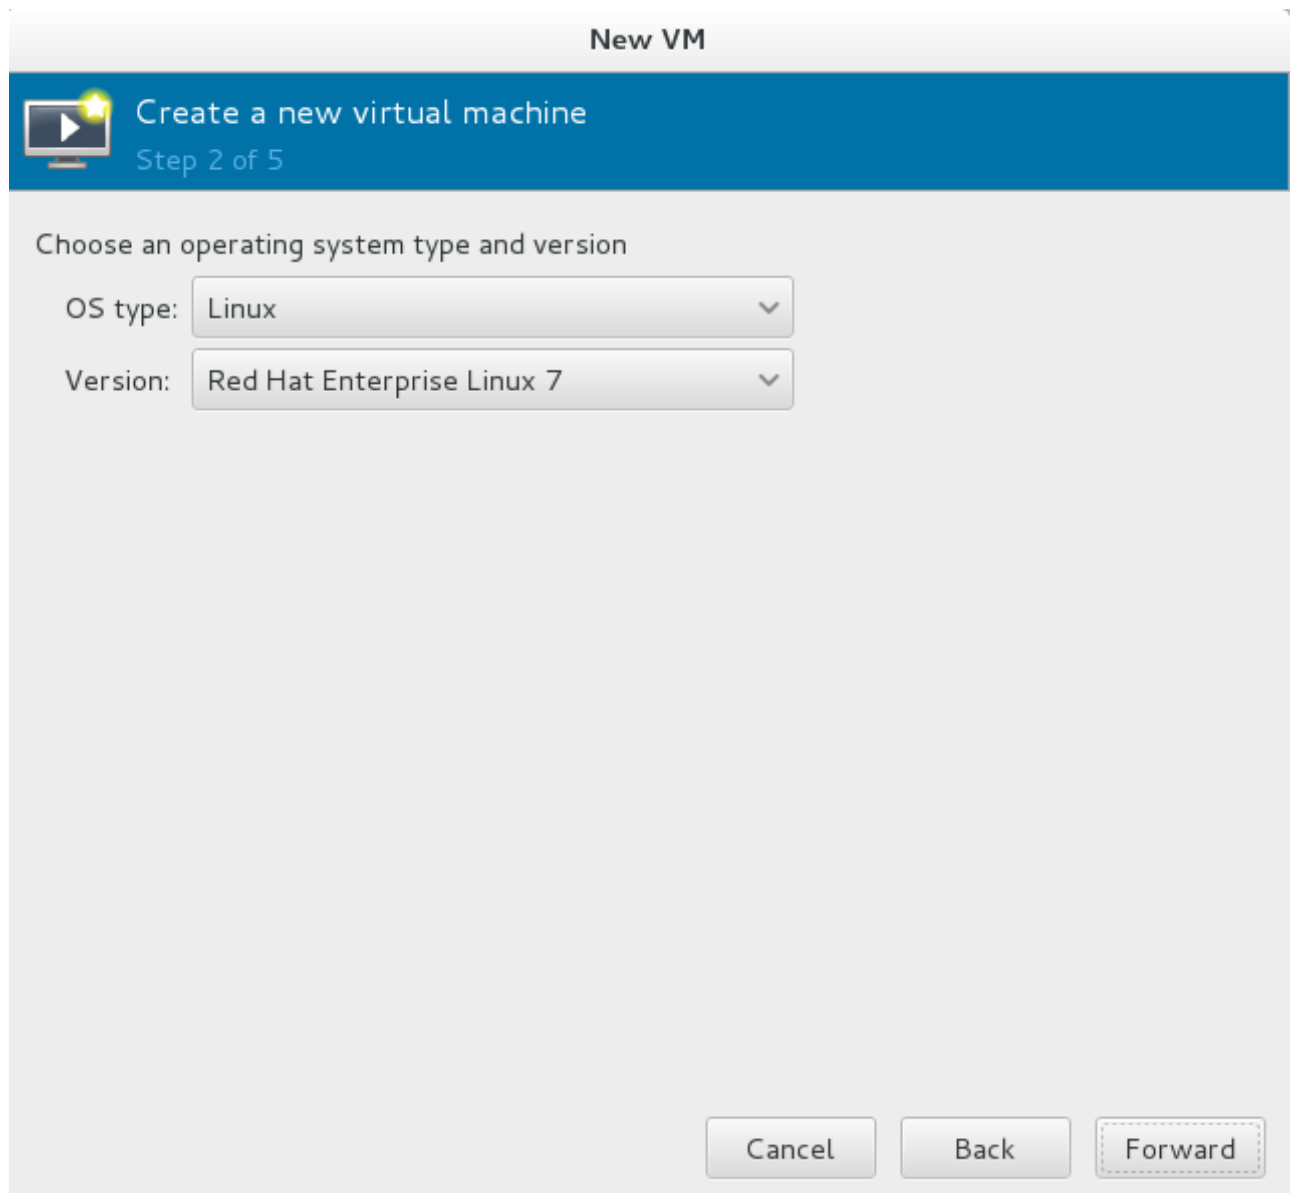 New VM
Create a new virtual machine
Step 2 of 5
Choose an operating system type and version
OS type: Linux
Version: Red Hat Enterprise Linux 7
Cancel Back Forward